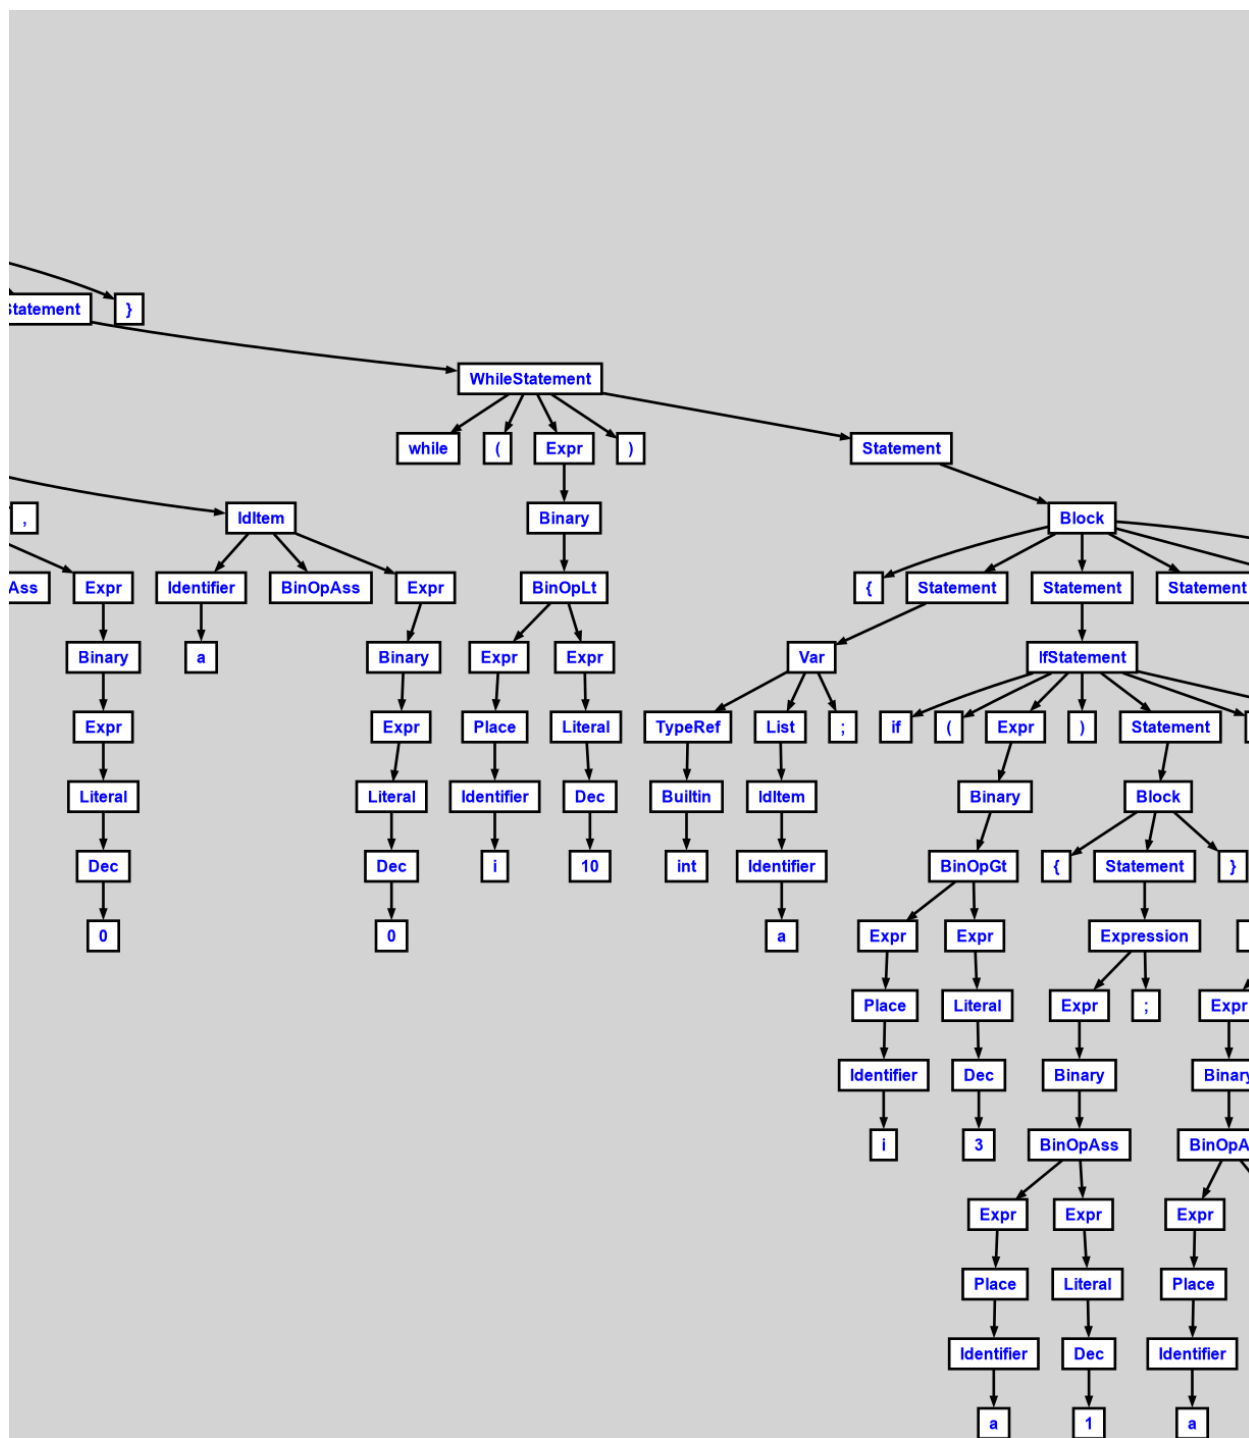 Statement }
WhileStatement
while ( Expr ) Statement
, IdItem Binary Block
Ass Expr Identifier BinOpAss Expr BinOpLt { Statement Statement Statement
Binary a Binary Expr Expr Var IfStatement
Expr Expr Place Literal TypeRef List ; if ( Expr ) Statement
Literal Literal Identifier Dec Builtin IdItem Binary Block
Dec Dec i 10 int Identifier BinOpGt { Statement }
0 0 a Expr Expr Expression
Place Literal Expr ; Expr
Identifier Dec Binary Binary
i 3 BinOpAss BinOpA
Expr Expr Expr
Place Literal Place
Identifier Dec Identifier
a 1 a